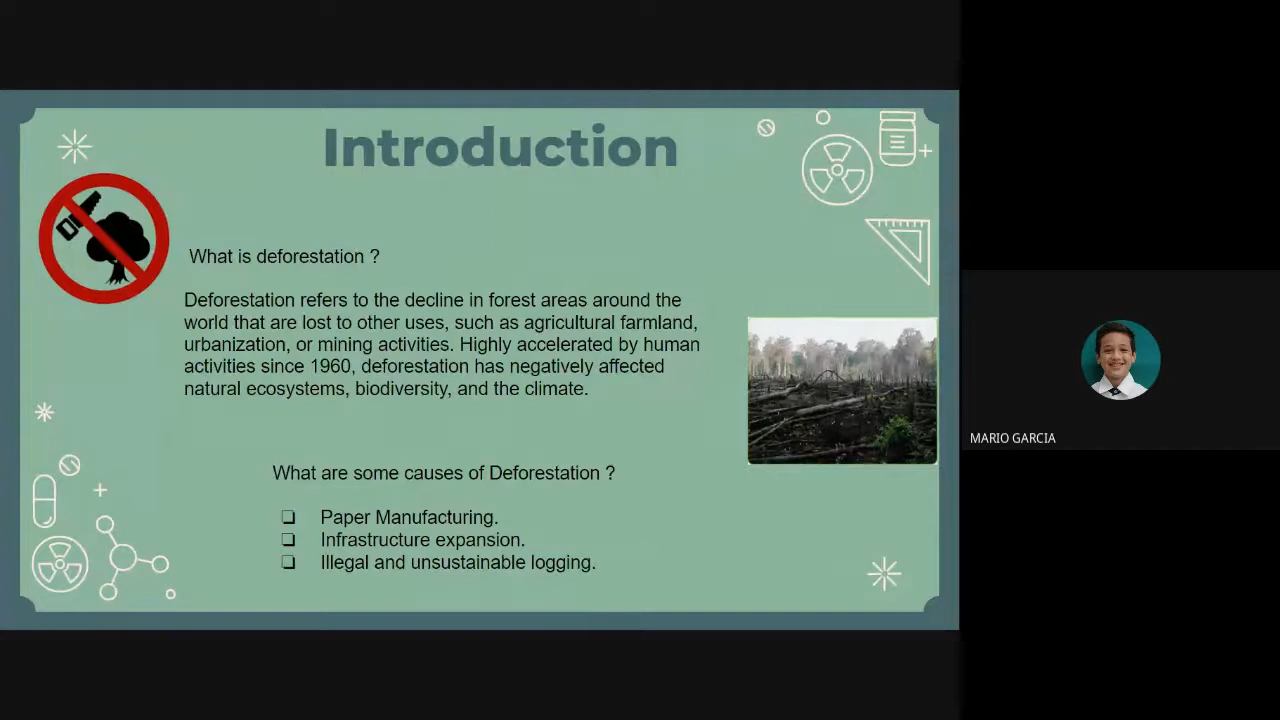 Introduction
What is deforestation ?
Deforestation refers to the decline in forest areas around the
world that are lost to other uses, such as agricultural farmland,
urbanization, or mining activities. Highly accelerated by human
activities since 1960, deforestation has negatively affected
natural ecosystems, biodiversity, and the climate.
What are some causes of Deforestation ?
❏ Paper Manufacturing.
❏ Infrastructure expansion.
❏ Illegal and unsustainable logging.
MARIO GARCIA